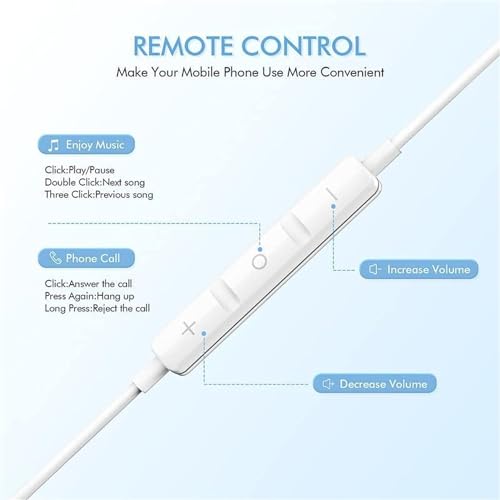 REMOTE CONTROL
Make Your Mobile Phone Use More Convenient
Enjoy Music
Click:Play/Pause
Double Click:Next song
Three Click:Previous song
Phone Call
Click:Answer the call
Press Again:Hang up
Long Press:Reject the call
Increase Volume
Decrease Volume